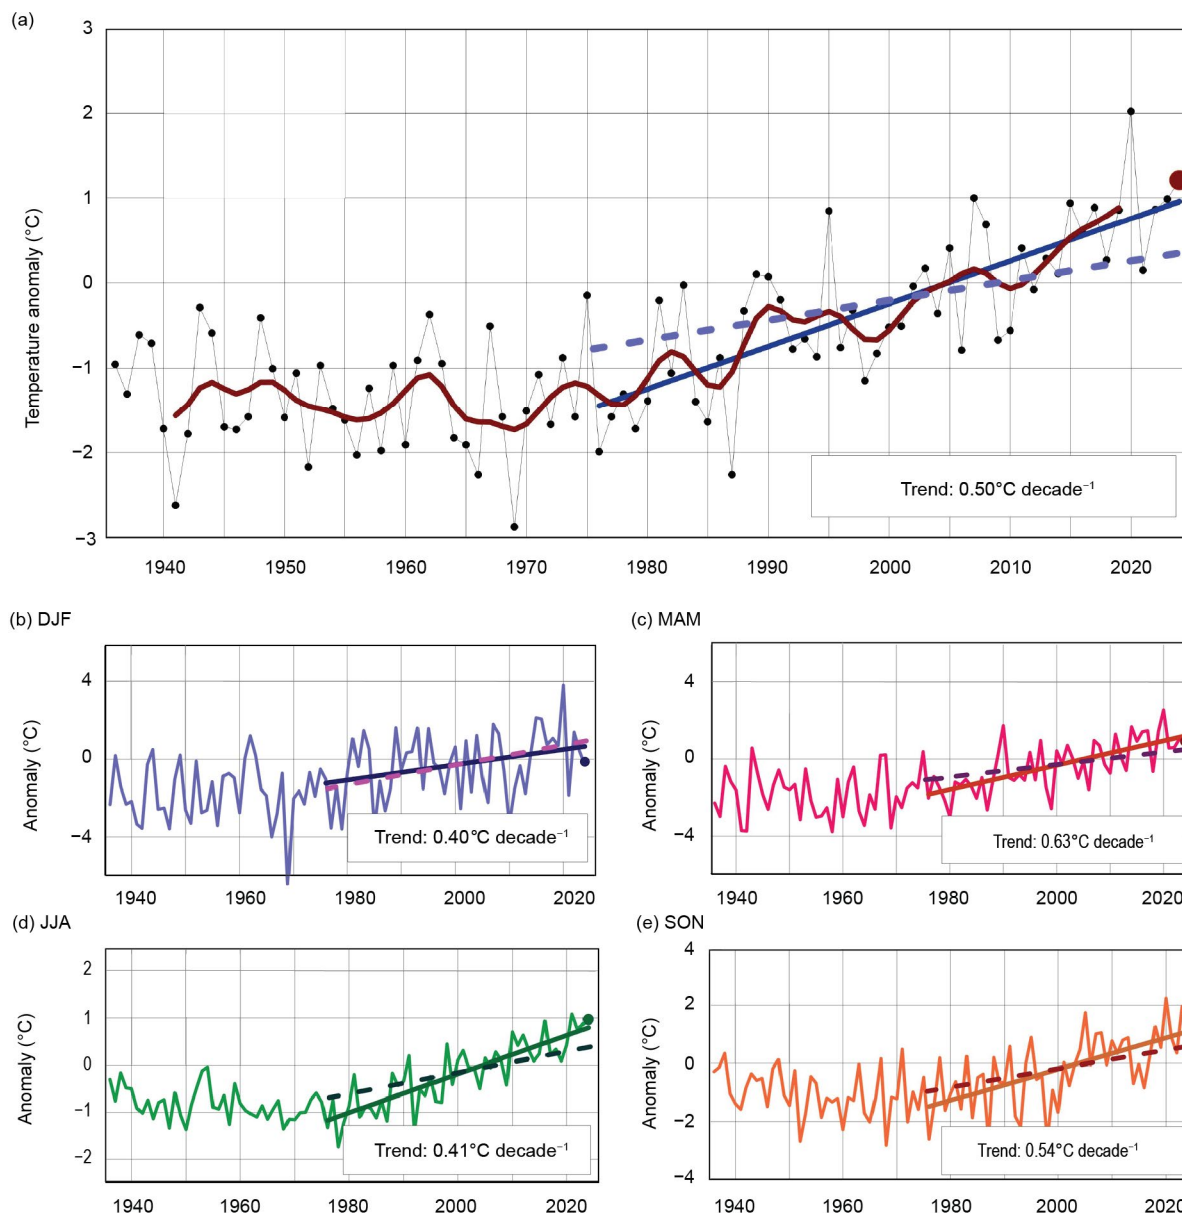 (a)
3
2
1
0
−1
−2
−3
Temperature anomaly (°C)
Trend: 0.50°C decade⁻¹
1940 1950 1960 1970 1980 1990 2000 2010 2020
(b) DJF
4
0
−4
Anomaly (°C)
Trend: 0.40°C decade⁻¹
1940 1960 1980 2000 2020
(c) MAM
4
0
−4
Anomaly (°C)
Trend: 0.63°C decade⁻¹
1940 1960 1980 2000 2020
(d) JJA
2
1
0
−1
−2
Anomaly (°C)
Trend: 0.41°C decade⁻¹
1940 1960 1980 2000 2020
(e) SON
4
2
0
−2
−4
Anomaly (°C)
Trend: 0.54°C decade⁻¹
1940 1960 1980 2000 2020